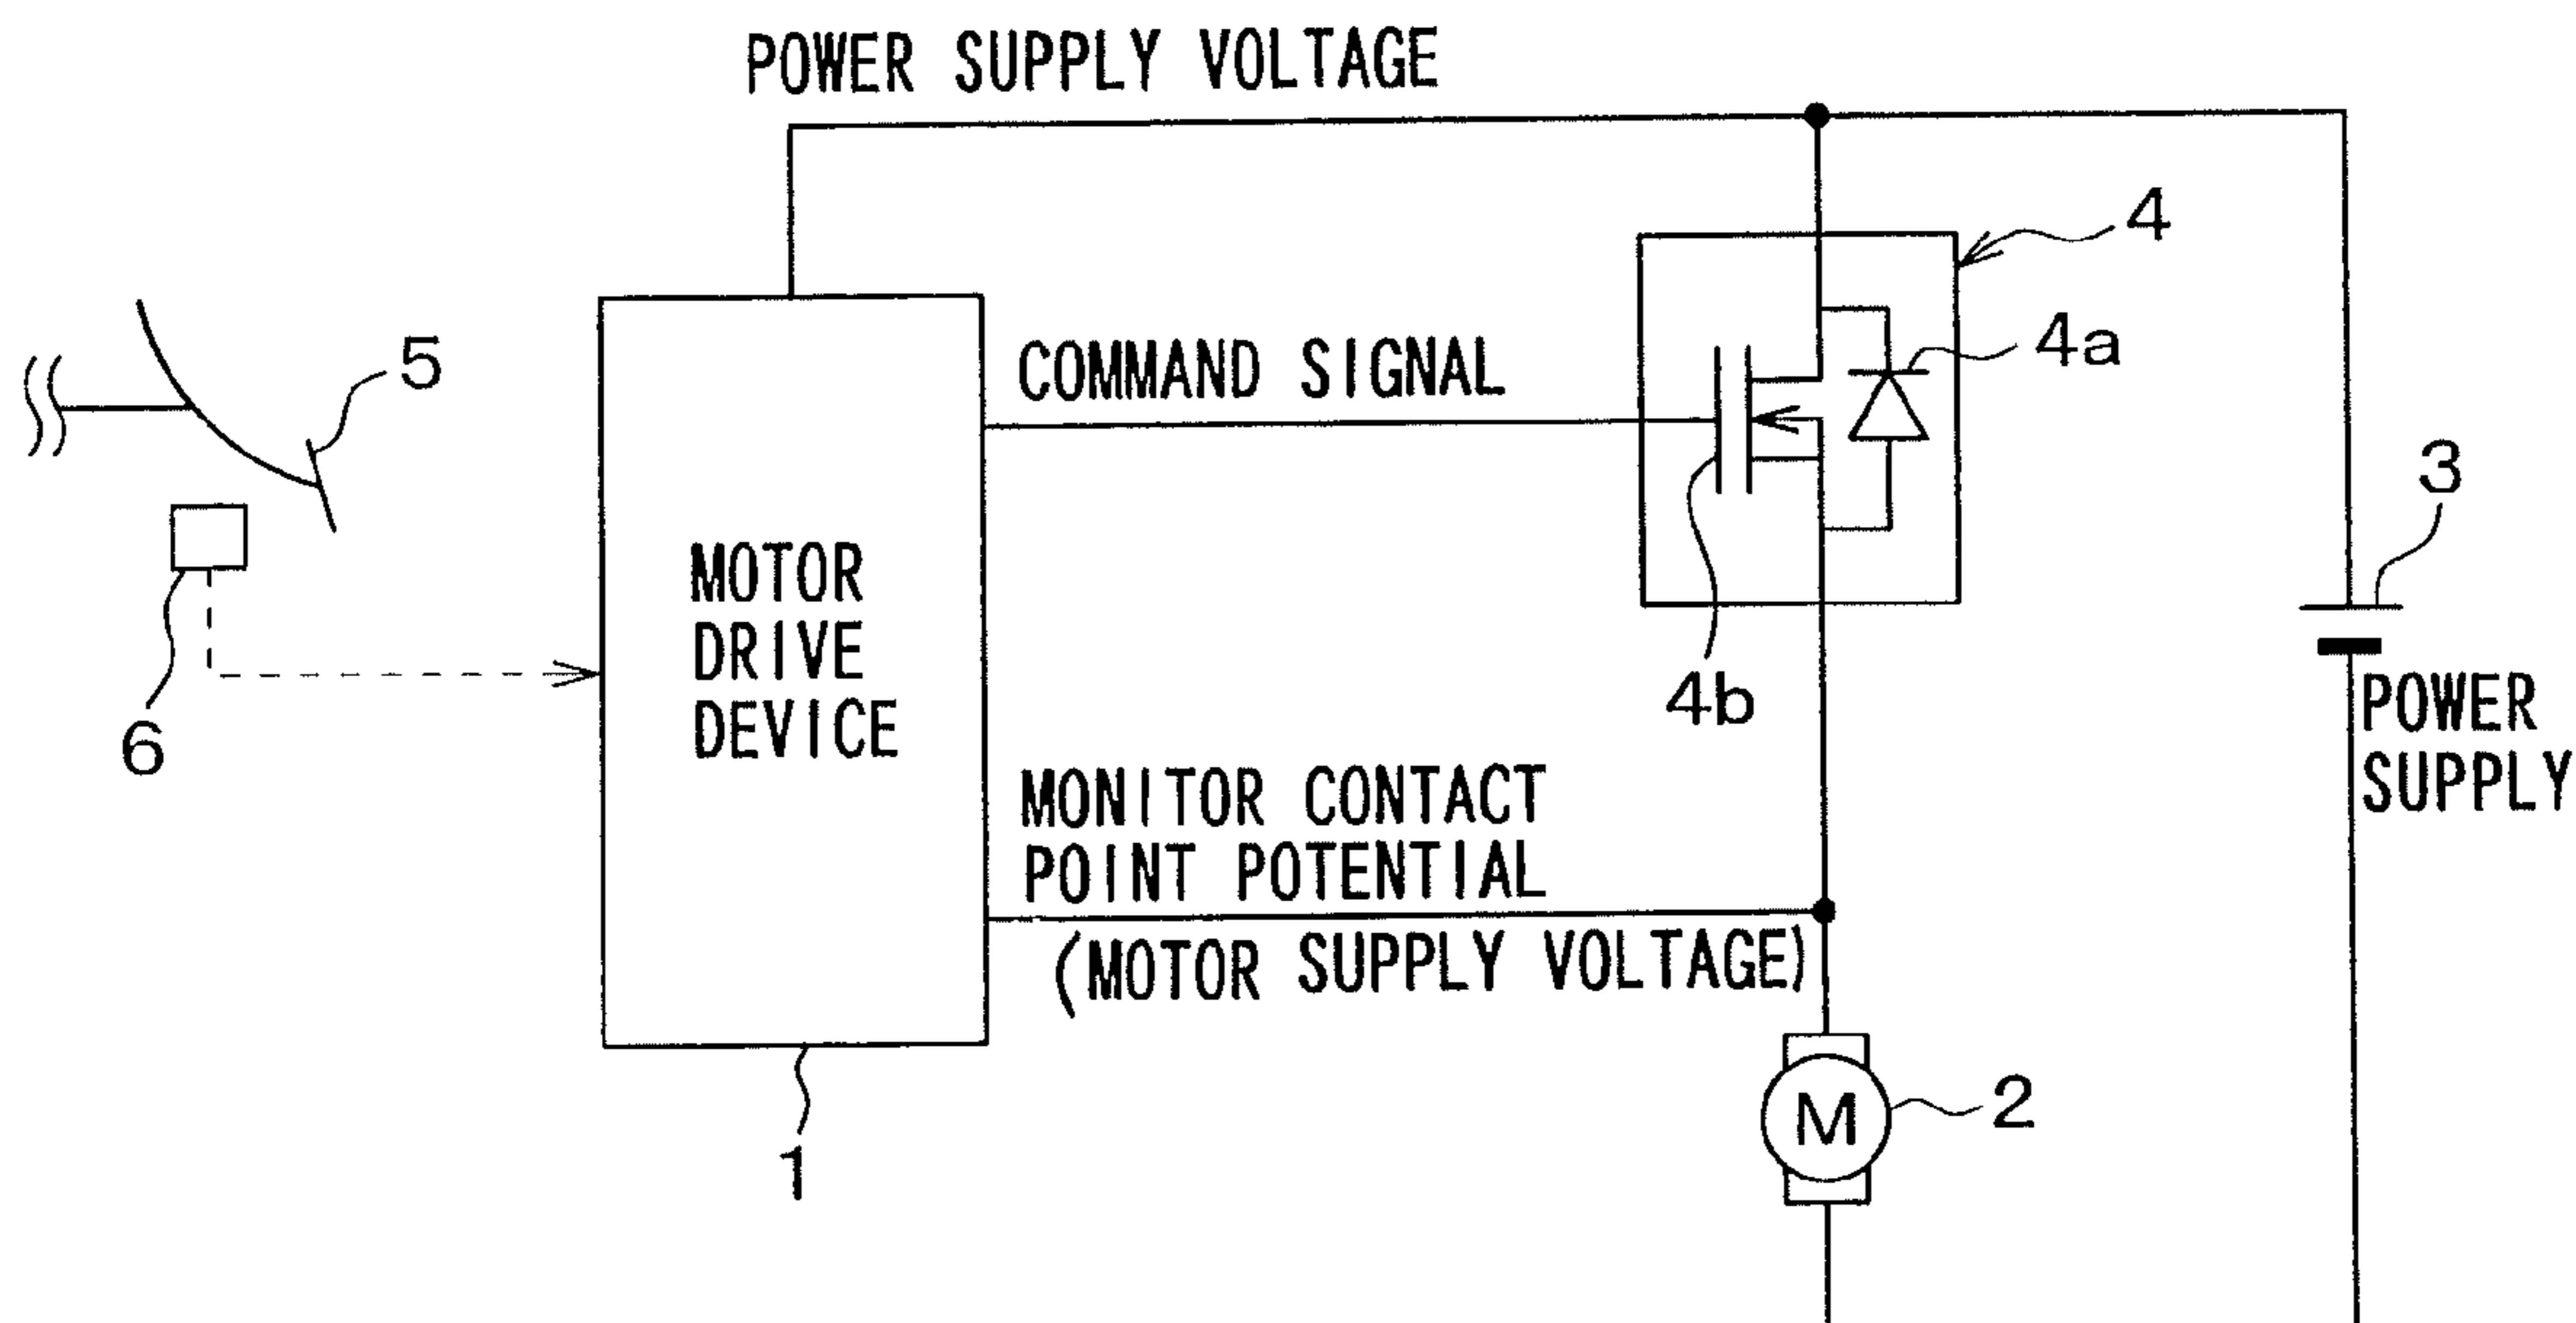 POWER SUPPLY VOLTAGE
4
5
COMMAND SIGNAL
4a
3
MOTOR
DRIVE
DEVICE
4b
POWER
SUPPLY
6
MONITOR CONTACT
POINT POTENTIAL
(MOTOR SUPPLY VOLTAGE)
M
2
1